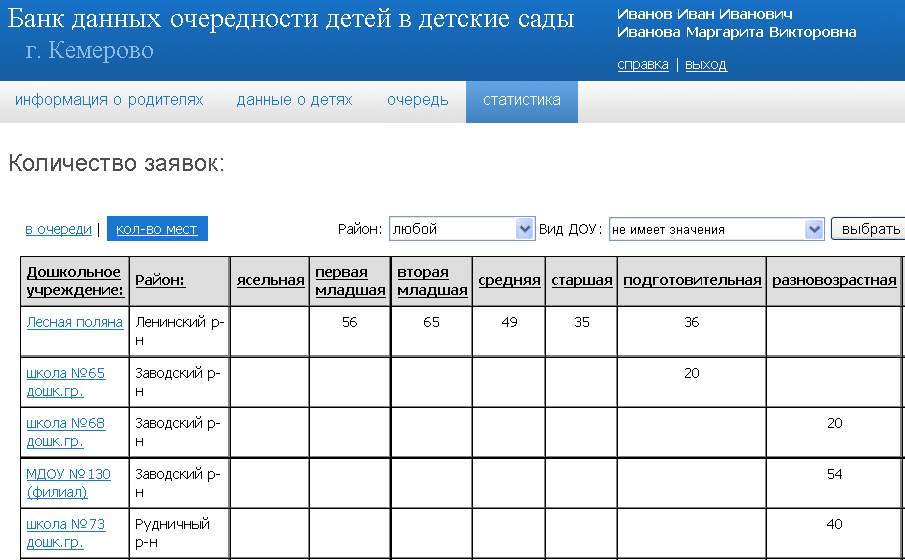 Банк данных очередности детей в детские сады
г. Кемерово
Иванов Иван Иванович
Иванова Маргарита Викторовна
справка | выход
информация о родителях данные о детях очередь статистика
Количество заявок:
в очереди | кол-во мест Район: любой Вид ДОУ: не имеет значения выбрать
Дошкольное учреждение: Район: ясельная первая младшая вторая младшая средняя старшая подготовительная разновозрастная
Лесная поляна Ленинский р-н 56 65 49 35 36
школа №65 дошк.гр. Заводский р-н 20
школа №68 дошк.гр. Заводский р-н 20
МДОУ №130 (филиал) Заводский р-н 54
школа №73 дошк.гр. Рудничный р-н 40